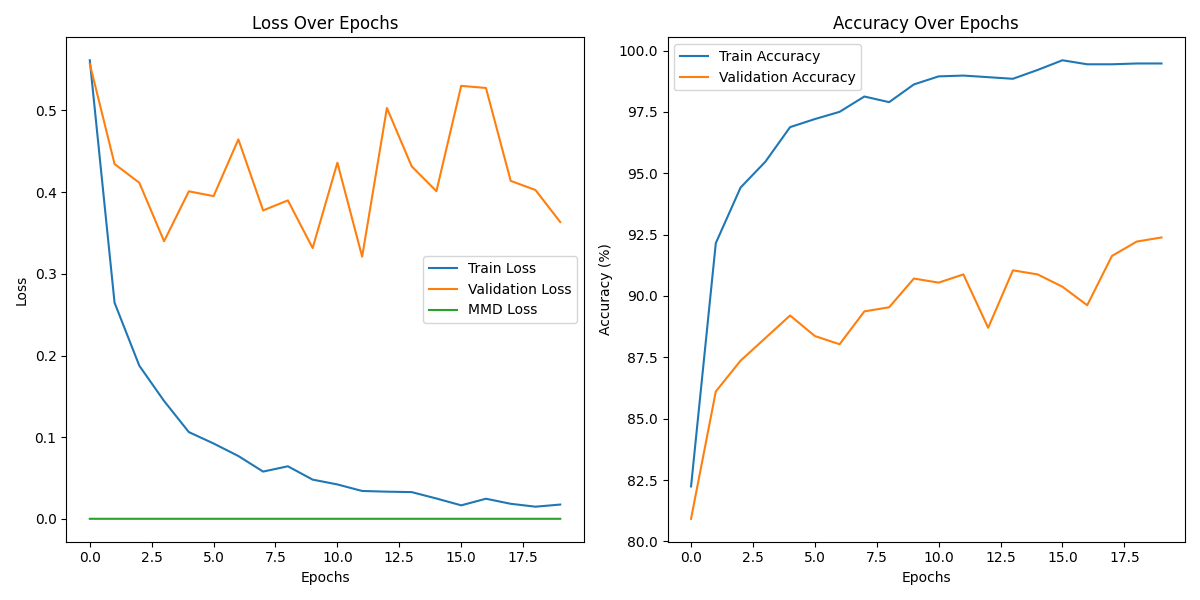 Loss Over Epochs
Loss
0.5
0.4
0.3
0.2
0.1
0.0
Train Loss
Validation Loss
MMD Loss
0.0 2.5 5.0 7.5 10.0 12.5 15.0 17.5
Epochs
Accuracy Over Epochs
Accuracy (%)
100.0
97.5
95.0
92.5
90.0
87.5
85.0
82.5
80.0
Train Accuracy
Validation Accuracy
0.0 2.5 5.0 7.5 10.0 12.5 15.0 17.5
Epochs